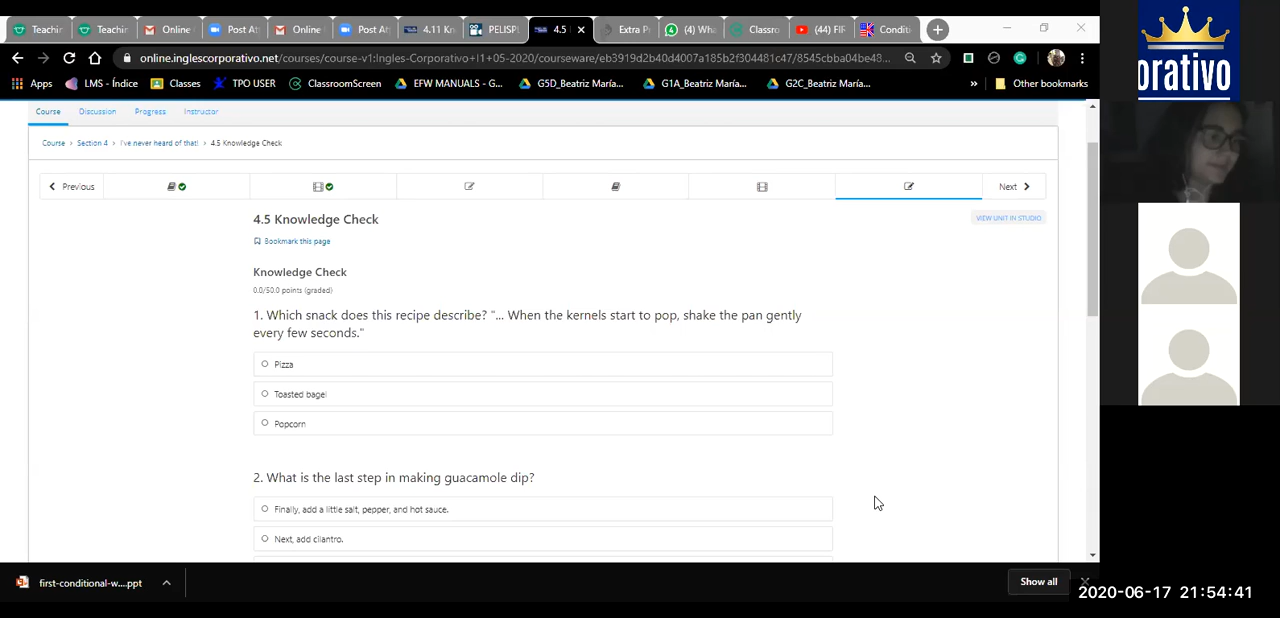 Teachin
Teachin
Online
Post At
Online
Post At
4.11 Kn
PELISPL
4.5
Extra P
(4) Wha
Classro
(44) FIF
Conditi
online.inglescorporativo.net/courses/course-v1:Ingles-Corporativo+I1+05-2020/courseware/eb3919d2b40d4007a185b2f304481c47/8545cbba04be48...
Apps
LMS - Índice
Classes
TPO USER
ClassroomScreen
EFW MANUALS - G...
G5D_Beatriz María...
G1A_Beatriz María...
G2C_Beatriz María...
»
Other bookmarks
orativo
Course
Discussion
Progress
Instructor
Course > Section 4 > I've never heard of that! > 4.5 Knowledge Check
Previous
Next
4.5 Knowledge Check
VIEW UNIT IN STUDIO
Bookmark this page
Knowledge Check
0.0/50.0 points (graded)
1. Which snack does this recipe describe? "... When the kernels start to pop, shake the pan gently
every few seconds."
Pizza
Toasted bagel
Popcorn
2. What is the last step in making guacamole dip?
Finally, add a little salt, pepper, and hot sauce.
Next, add cilantro.
first-conditional-w....ppt
Show all
2020-06-17 21:54:41